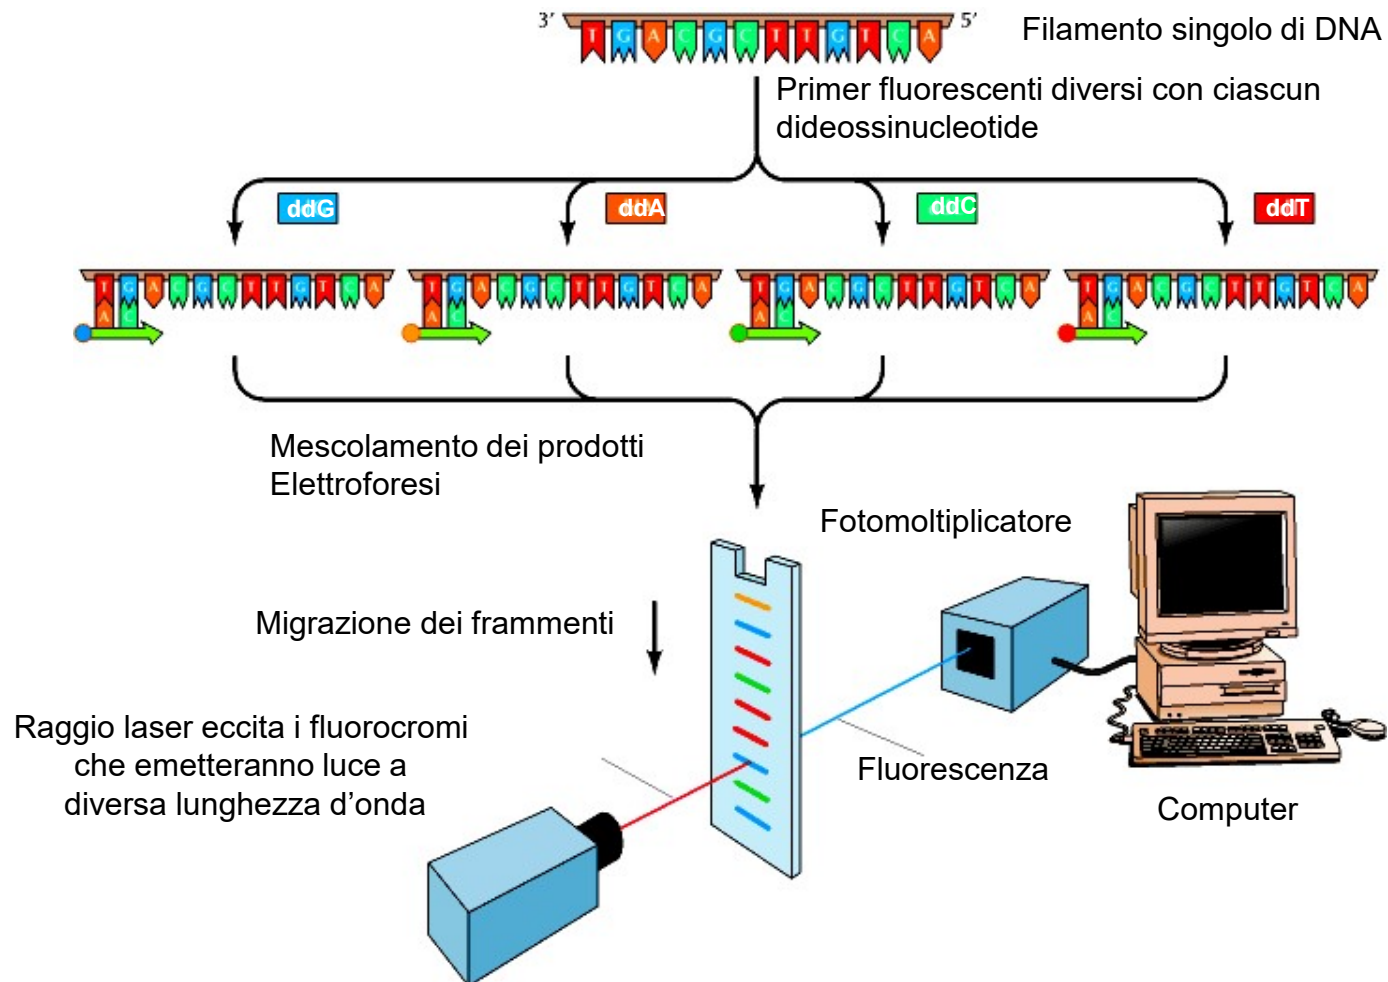 3′ T G A C G C T T G T C A 5′
Filamento singolo di DNA
Primer fluorescenti diversi con ciascun
dideossinucleotide
ddG ddA ddC ddT
T G A C G C T T G T C A T G A C G C T T G T C A T G A C G C T T G T C A T G A C G C T T G T C A
A C A C A C A C
Mescolamento dei prodotti
Elettroforesi
Fotomoltiplicatore
Migrazione dei frammenti
Raggio laser eccita i fluorocromi
che emetteranno luce a
diversa lunghezza d’onda
Fluorescenza
Computer